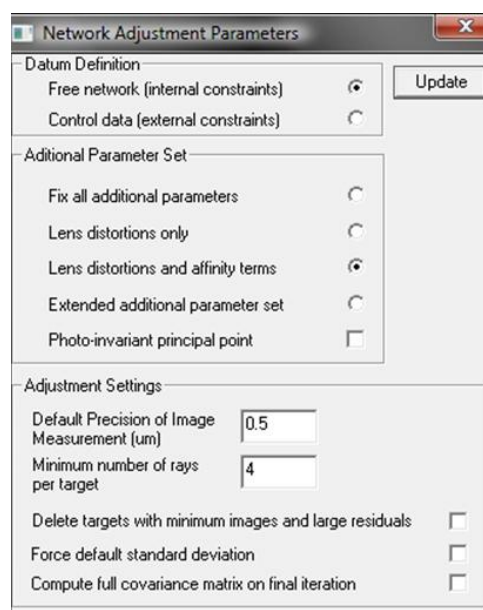 Network Adjustment Parameters
Datum Definition
Free network (internal constraints)
Update
Control data (external constraints)
Aditional Parameter Set
Fix all additional parameters
Lens distortions only
Lens distortions and affinity terms
Extended additional parameter set
Photo-invariant principal point
Adjustment Settings
Default Precision of Image
Measurement (um)
0.5
Minimum number of rays
per target
4
Delete targets with minimum images and large residuals
Force default standard deviation
Compute full covariance matrix on final iteration